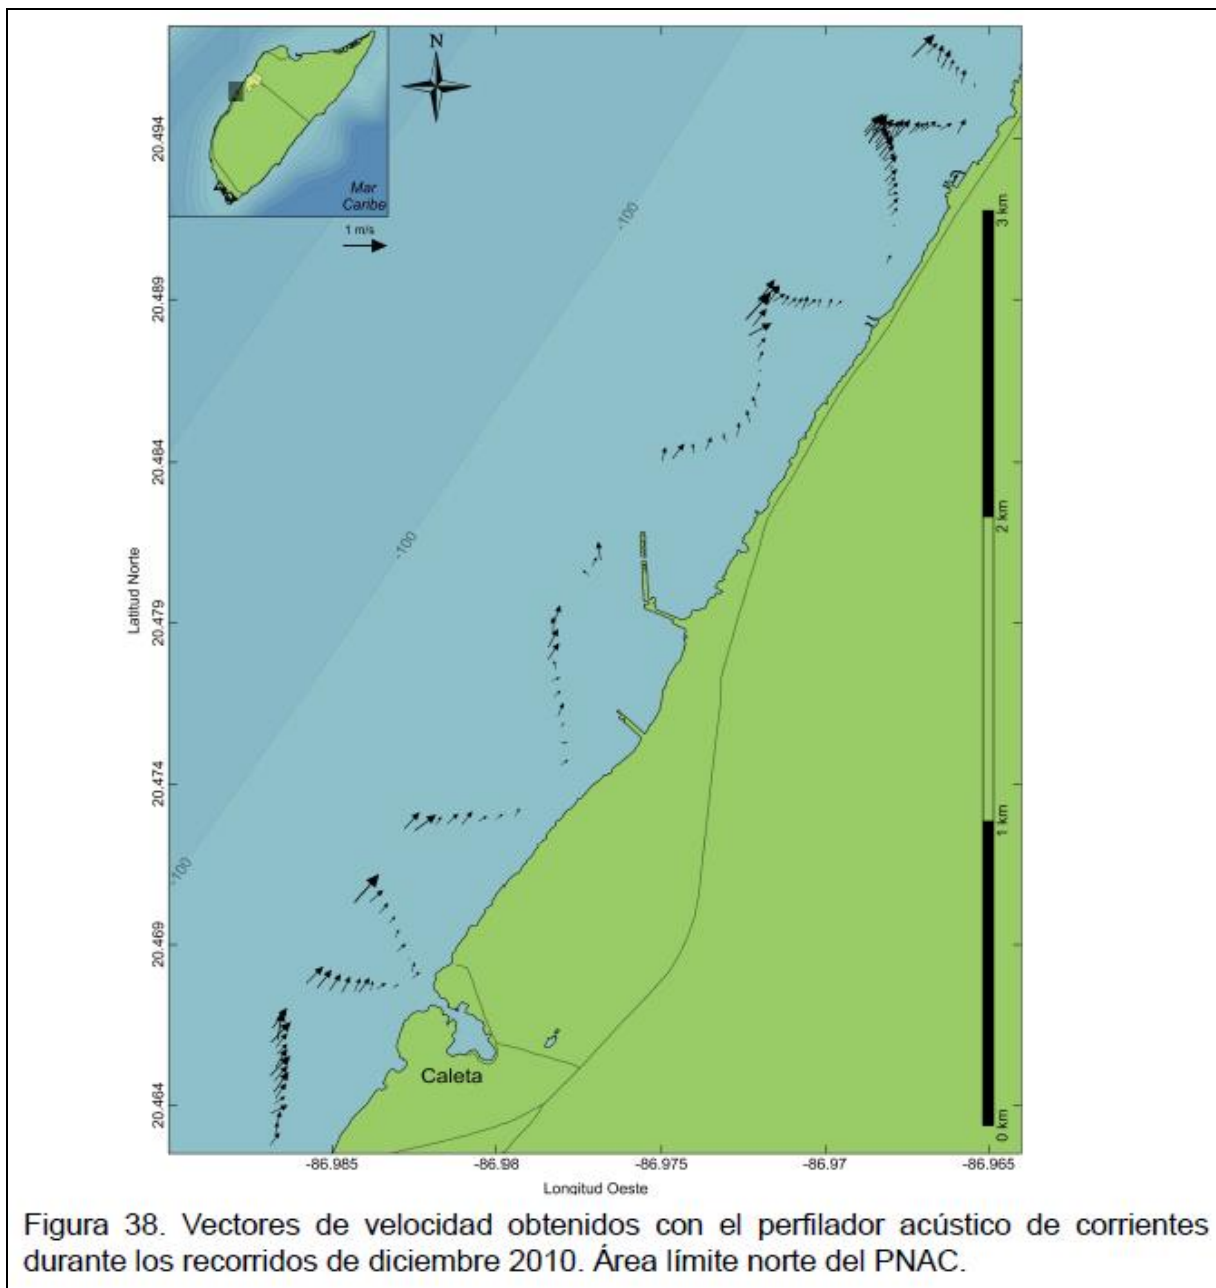 N
Mar
Caribe
1 m/s
20.494
20.489
20.484
20.479
20.474
20.469
20.464
Latitud Norte
-100
-100
-100
3 km
2 km
1 km
0 km
Caleta
-86.985
-86.98
-86.975
-86.97
-86.965
Longitud Oeste
Figura 38. Vectores de velocidad obtenidos con el perfilador acústico de corrientes
durante los recorridos de diciembre 2010. Área límite norte del PNAC.